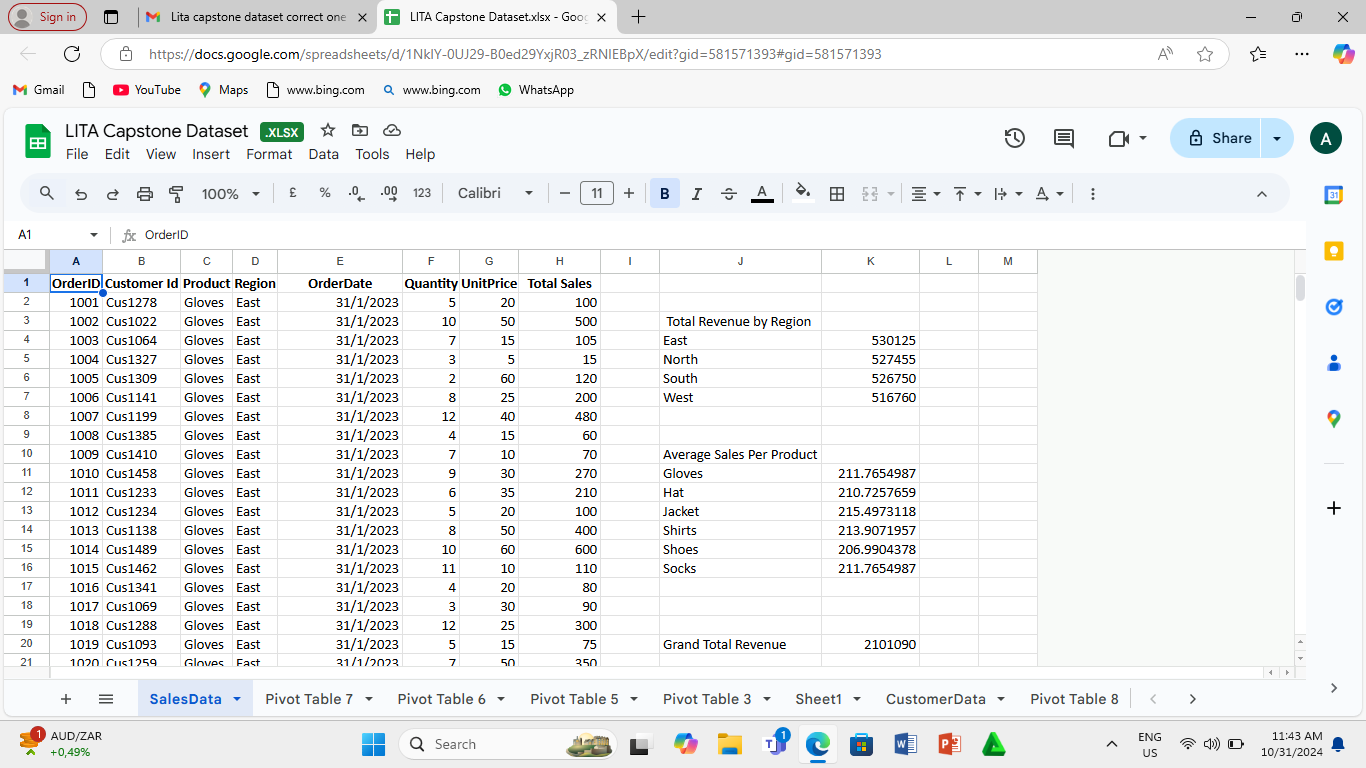 Sign in
Lita capstone dataset correct one
LITA Capstone Dataset.xlsx - Goog
https://docs.google.com/spreadsheets/d/1NkIY-0UJ29-B0ed29YxjR03_zRNIEBpX/edit?gid=581571393#gid=581571393
Gmail YouTube Maps www.bing.com www.bing.com WhatsApp
LITA Capstone Dataset .XLSX
Share A
File Edit View Insert Format Data Tools Help
100% £ % .0 .00 123 Calibri 11 B I A 31
A1 fx OrderID
A B C D E F G H I J K L M
1 OrderID Customer Id Product Region OrderDate Quantity UnitPrice Total Sales
2 1001 Cus1278 Gloves East 31/1/2023 5 20 100
3 1002 Cus1022 Gloves East 31/1/2023 10 50 500 Total Revenue by Region
4 1003 Cus1064 Gloves East 31/1/2023 7 15 105 East 530125
5 1004 Cus1327 Gloves East 31/1/2023 3 5 15 North 527455
6 1005 Cus1309 Gloves East 31/1/2023 2 60 120 South 526750
7 1006 Cus1141 Gloves East 31/1/2023 8 25 200 West 516760
8 1007 Cus1199 Gloves East 31/1/2023 12 40 480
9 1008 Cus1385 Gloves East 31/1/2023 4 15 60
10 1009 Cus1410 Gloves East 31/1/2023 7 10 70 Average Sales Per Product
11 1010 Cus1458 Gloves East 31/1/2023 9 30 270 Gloves 211.7654987
12 1011 Cus1233 Gloves East 31/1/2023 6 35 210 Hat 210.7257659
13 1012 Cus1234 Gloves East 31/1/2023 5 20 100 Jacket 215.4973118
14 1013 Cus1138 Gloves East 31/1/2023 8 50 400 Shirts 213.9071957
15 1014 Cus1489 Gloves East 31/1/2023 10 60 600 Shoes 206.9904378
16 1015 Cus1462 Gloves East 31/1/2023 11 10 110 Socks 211.7654987
17 1016 Cus1341 Gloves East 31/1/2023 4 20 80
18 1017 Cus1069 Gloves East 31/1/2023 3 30 90
19 1018 Cus1288 Gloves East 31/1/2023 12 25 300
20 1019 Cus1093 Gloves East 31/1/2023 5 15 75 Grand Total Revenue 2101090
21 1020 Cus1259 Gloves East 31/1/2023 7 50 350
SalesData Pivot Table 7 Pivot Table 6 Pivot Table 5 Pivot Table 3 Sheet1 CustomerData Pivot Table 8
1 AUD/ZAR
+0,49%
Search
1
ENG
US
11:43 AM
10/31/2024